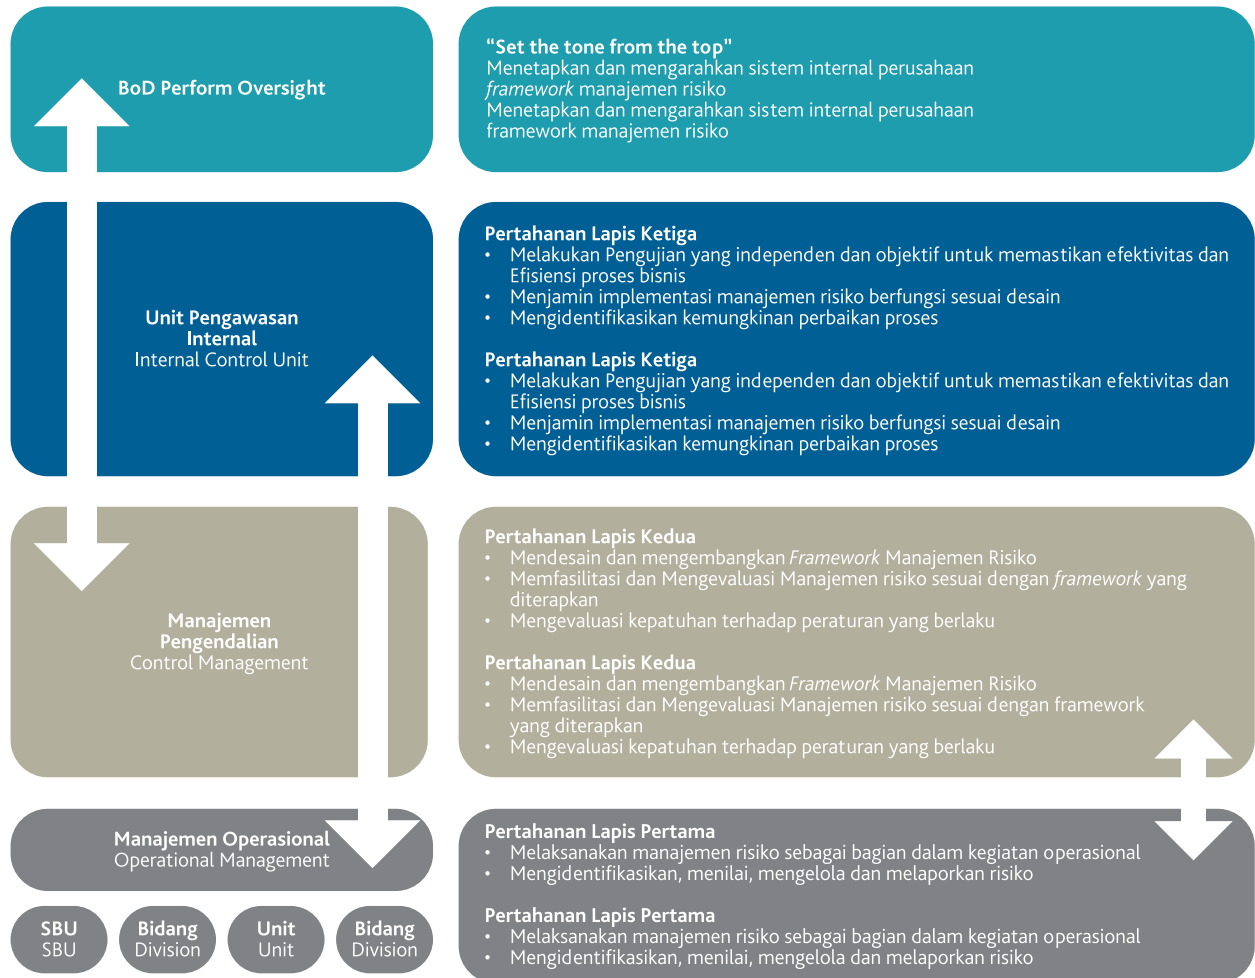 BoD Perform Oversight
“Set the tone from the top”
Menetapkan dan mengarahkan sistem internal perusahaan
framework manajemen risiko
Menetapkan dan mengarahkan sistem internal perusahaan
framework manajemen risiko
Unit Pengawasan
Internal
Internal Control Unit
Pertahanan Lapis Ketiga
• Melakukan Pengujian yang independen dan objektif untuk memastikan efektivitas dan
Efisiensi proses bisnis
• Menjamin implementasi manajemen risiko berfungsi sesuai desain
• Mengidentifikasikan kemungkinan perbaikan proses
Pertahanan Lapis Ketiga
• Melakukan Pengujian yang independen dan objektif untuk memastikan efektivitas dan
Efisiensi proses bisnis
• Menjamin implementasi manajemen risiko berfungsi sesuai desain
• Mengidentifikasikan kemungkinan perbaikan proses
Manajemen
Pengendalian
Control Management
Pertahanan Lapis Kedua
• Mendesain dan mengembangkan Framework Manajemen Risiko
• Memfasilitasi dan Mengevaluasi Manajemen risiko sesuai dengan framework yang
diterapkan
• Mengevaluasi kepatuhan terhadap peraturan yang berlaku
Pertahanan Lapis Kedua
• Mendesain dan mengembangkan Framework Manajemen Risiko
• Memfasilitasi dan Mengevaluasi Manajemen risiko sesuai dengan framework
yang diterapkan
• Mengevaluasi kepatuhan terhadap peraturan yang berlaku
Manajemen Operasional
Operational Management
SBU
SBU
Bidang
Division
Unit
Unit
Bidang
Division
Pertahanan Lapis Pertama
• Melaksanakan manajemen risiko sebagai bagian dalam kegiatan operasional
• Mengidentifikasikan, menilai, mengelola dan melaporkan risiko
Pertahanan Lapis Pertama
• Melaksanakan manajemen risiko sebagai bagian dalam kegiatan operasional
• Mengidentifikasikan, menilai, mengelola dan melaporkan risiko